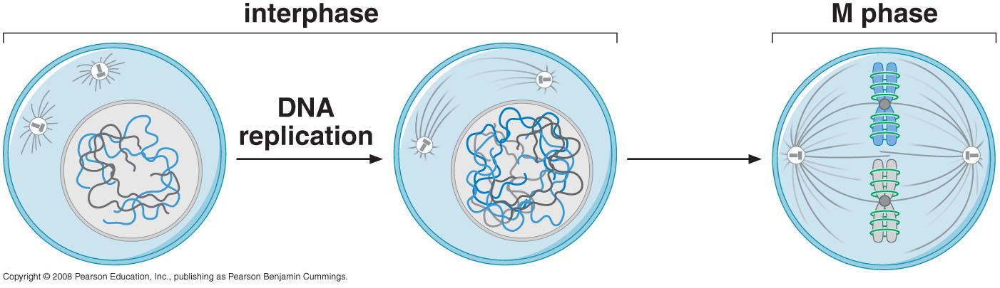 interphase
M phase
DNA
replication
Copyright © 2008 Pearson Education, Inc., publishing as Pearson Benjamin Cummings.